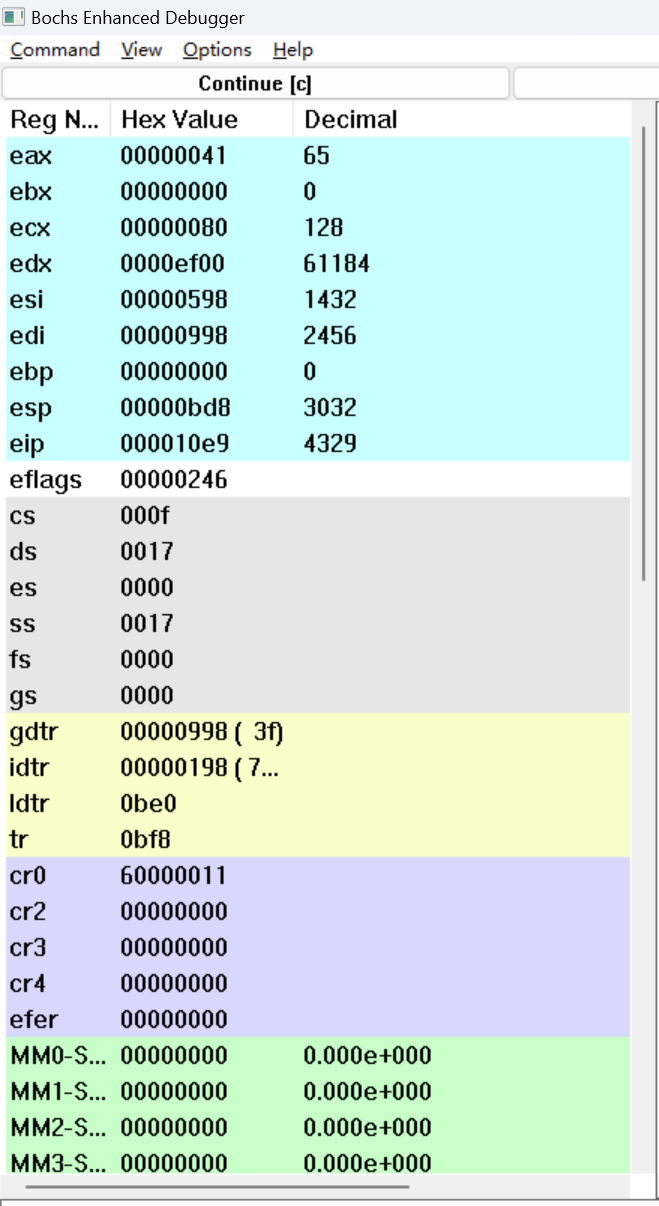 Bochs Enhanced Debugger
Command View Options Help
Continue [c]
Reg N... Hex Value Decimal
eax 00000041 65
ebx 00000000 0
ecx 00000080 128
edx 0000ef00 61184
esi 00000598 1432
edi 00000998 2456
ebp 00000000 0
esp 00000bd8 3032
eip 000010e9 4329
eflags 00000246
cs 000f
ds 0017
es 0000
ss 0017
fs 0000
gs 0000
gdtr 00000998 ( 3f)
idtr 00000198 ( 7...
ldtr 0be0
tr 0bf8
cr0 60000011
cr2 00000000
cr3 00000000
cr4 00000000
efer 00000000
MM0-S... 00000000 0.000e+000
MM1-S... 00000000 0.000e+000
MM2-S... 00000000 0.000e+000
MM3-S... 00000000 0.000e+000